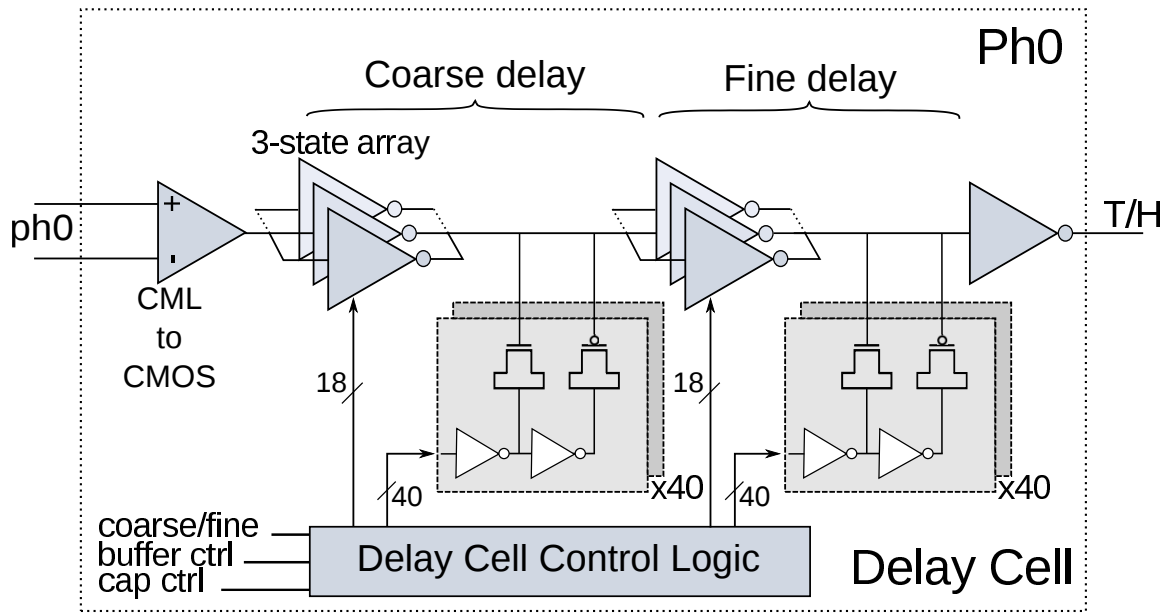 Ph0
Coarse delay
Fine delay
3-state array
ph0
+
-
T/H
CML
to
CMOS
18
18
40
x40
40
x40
coarse/fine
buffer ctrl
cap ctrl
Delay Cell Control Logic
Delay Cell